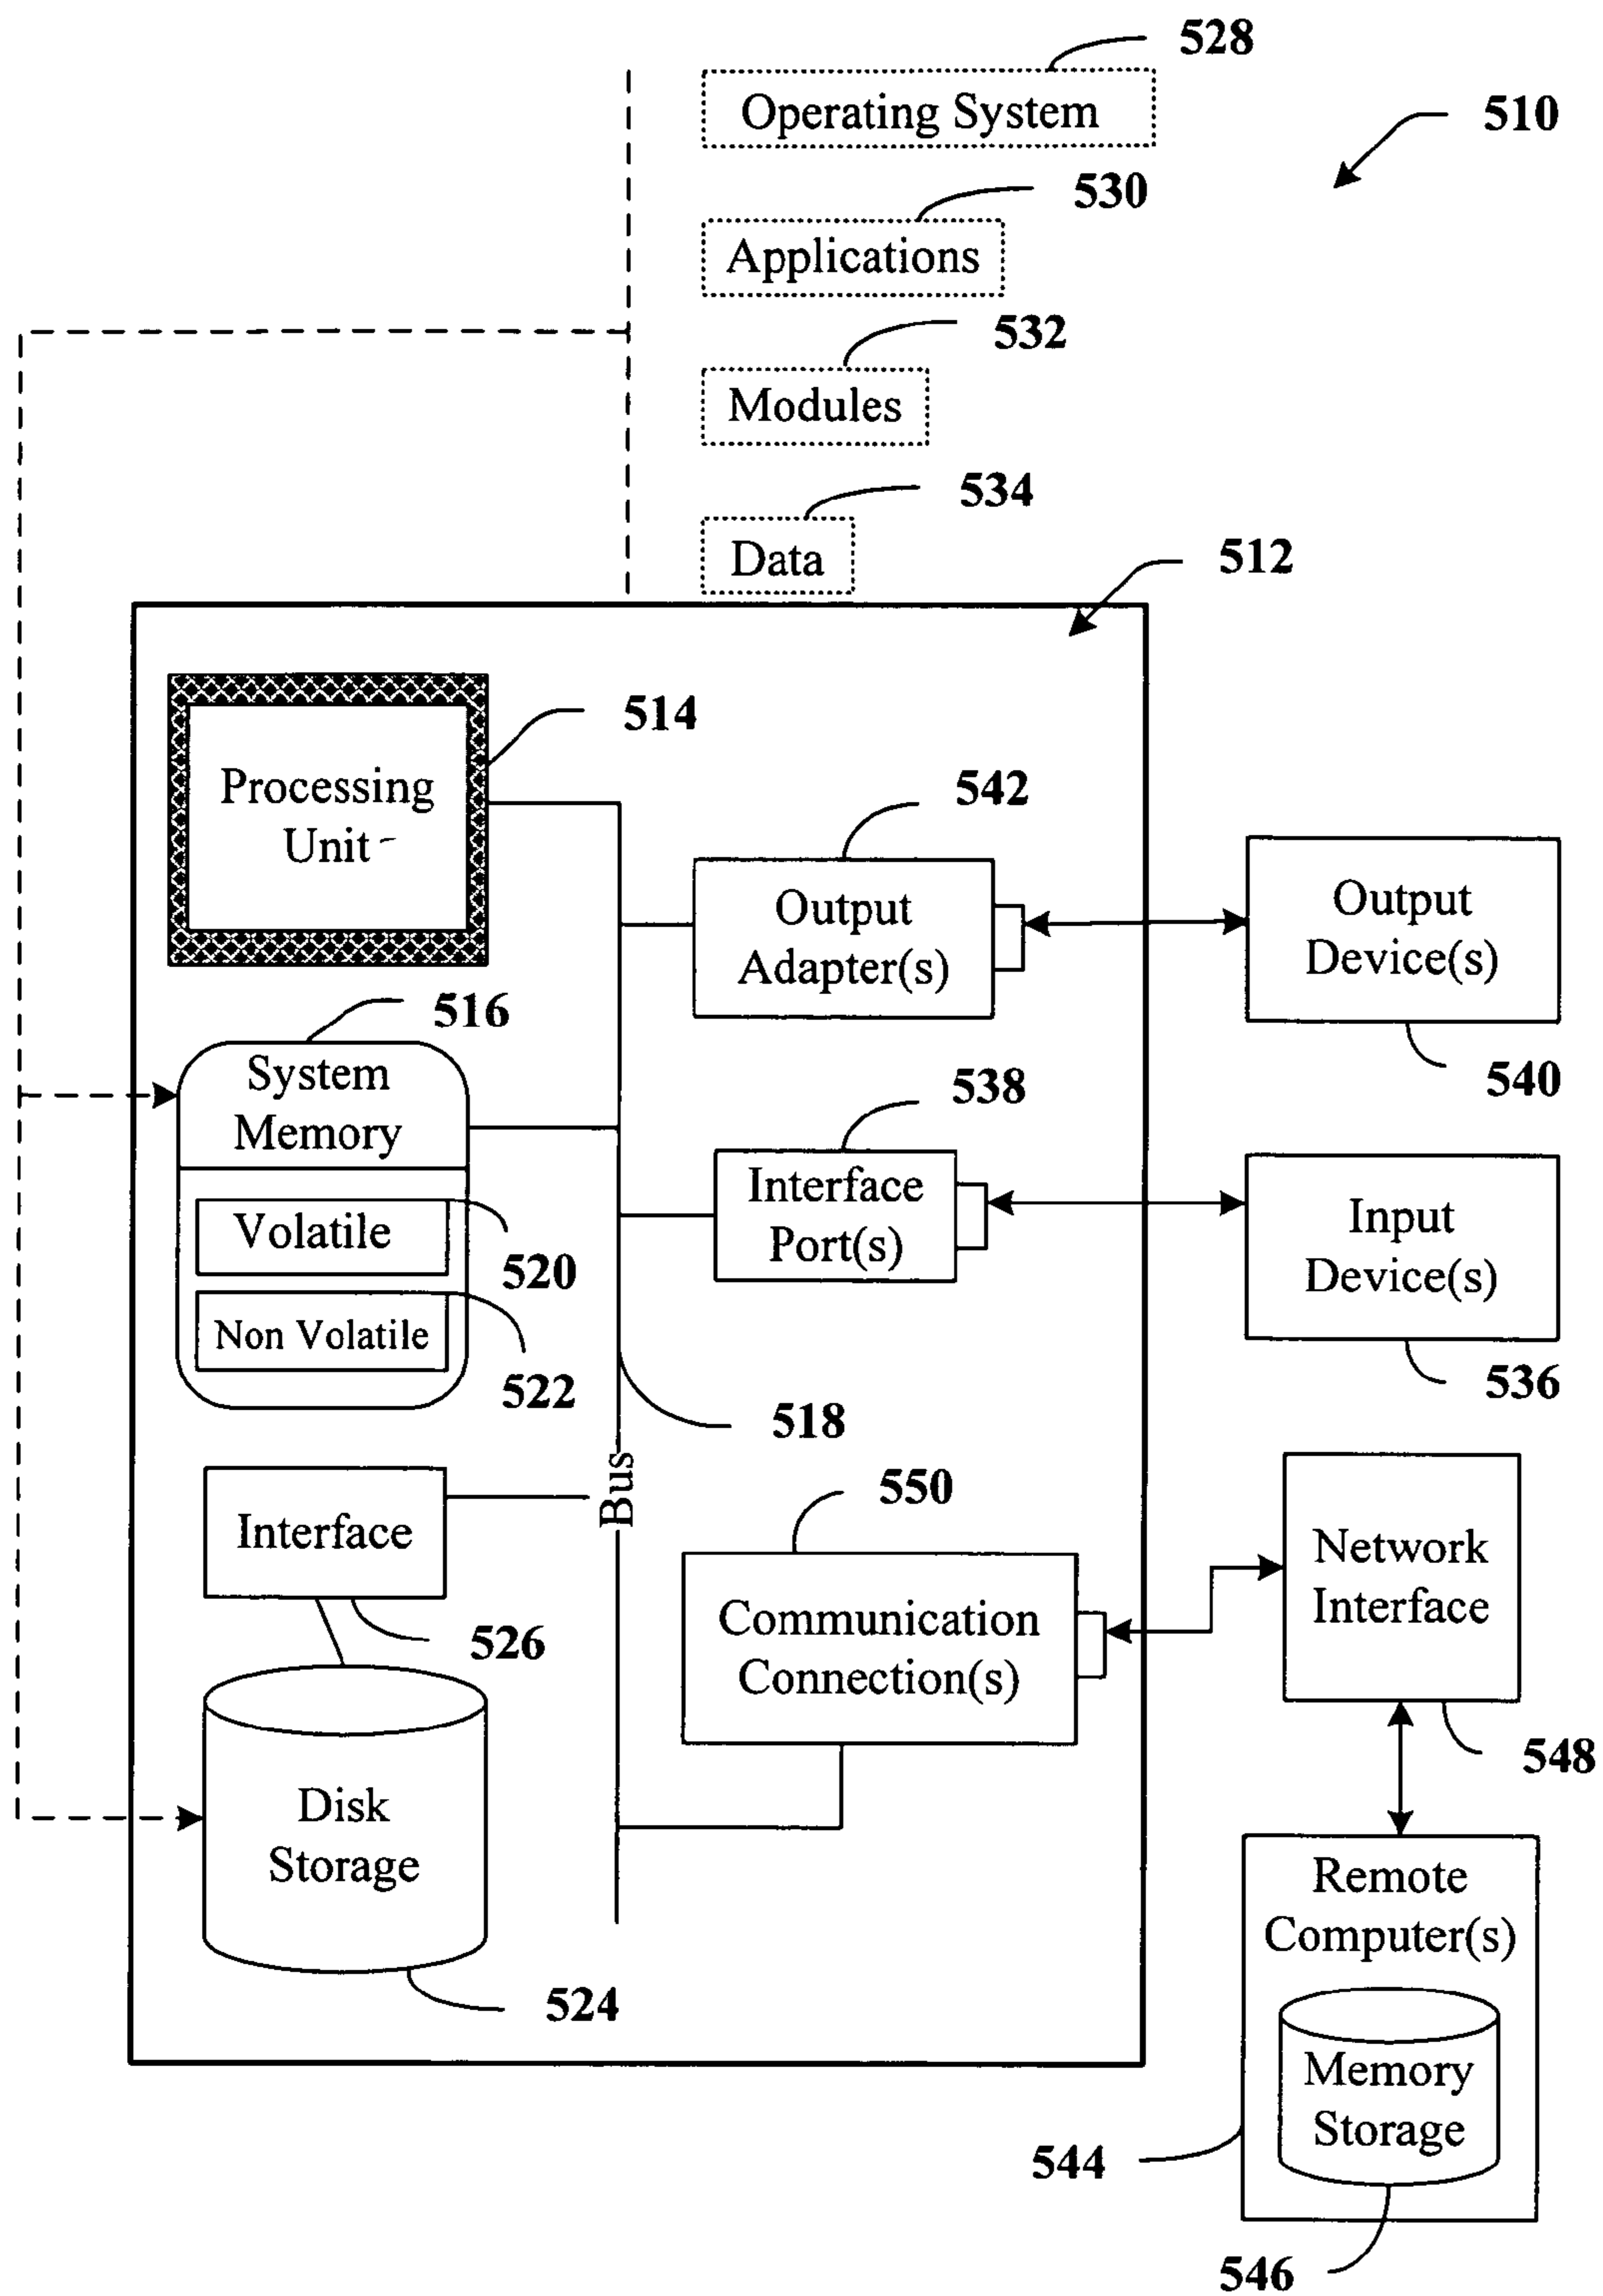 528
Operating System
510
530
Applications
532
Modules
534
Data
512
514
Processing
Unit
542
Output
Adapter(s)
Output
Device(s)
540
516
System
Memory
538
Interface
Port(s)
Input
Device(s)
536
Volatile
520
Non Volatile
522
518
Bus
Interface
526
550
Communication
Connection(s)
Network
Interface
548
Disk
Storage
524
Remote
Computer(s)
Memory
Storage
544
546